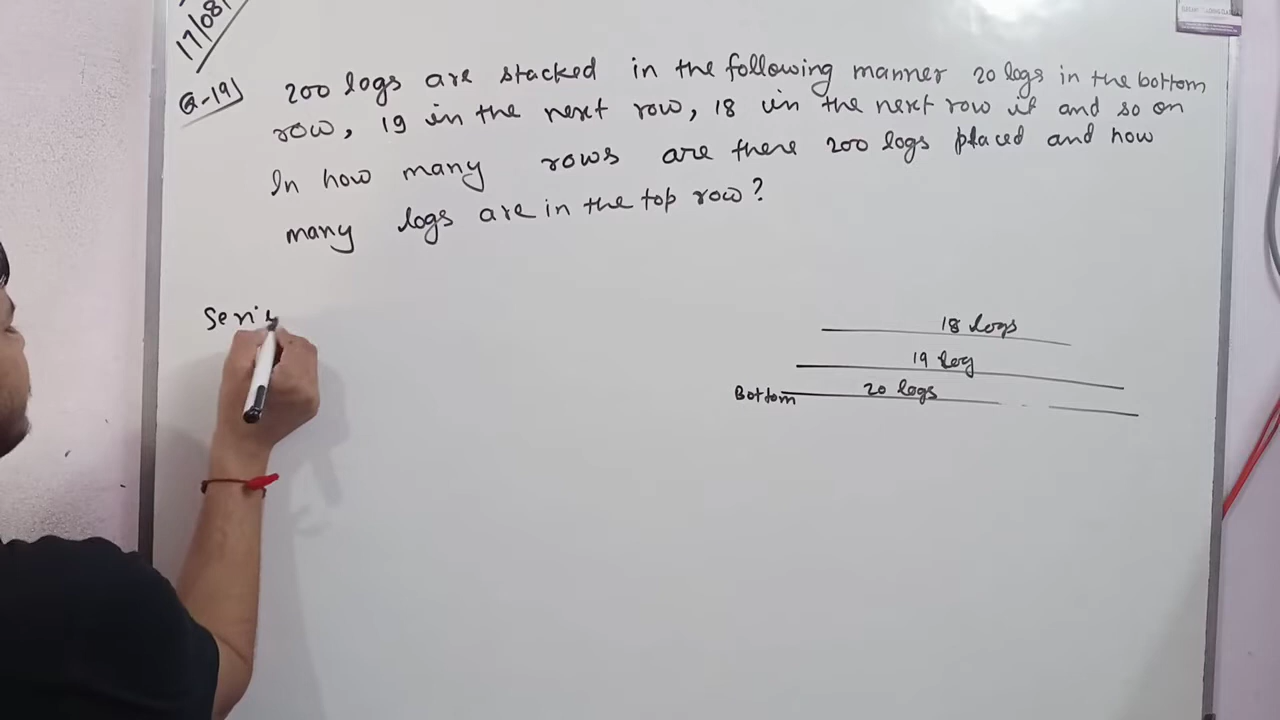 17/08/
Q-19) 200 logs are stacked in the following manner 20 logs in the bottom
row, 19 in the next row, 18 in the next row it and so on
In how many rows are there 200 logs placed and how
many logs are in the top row?
Seri
18 logs
19 log
Bottom 20 logs